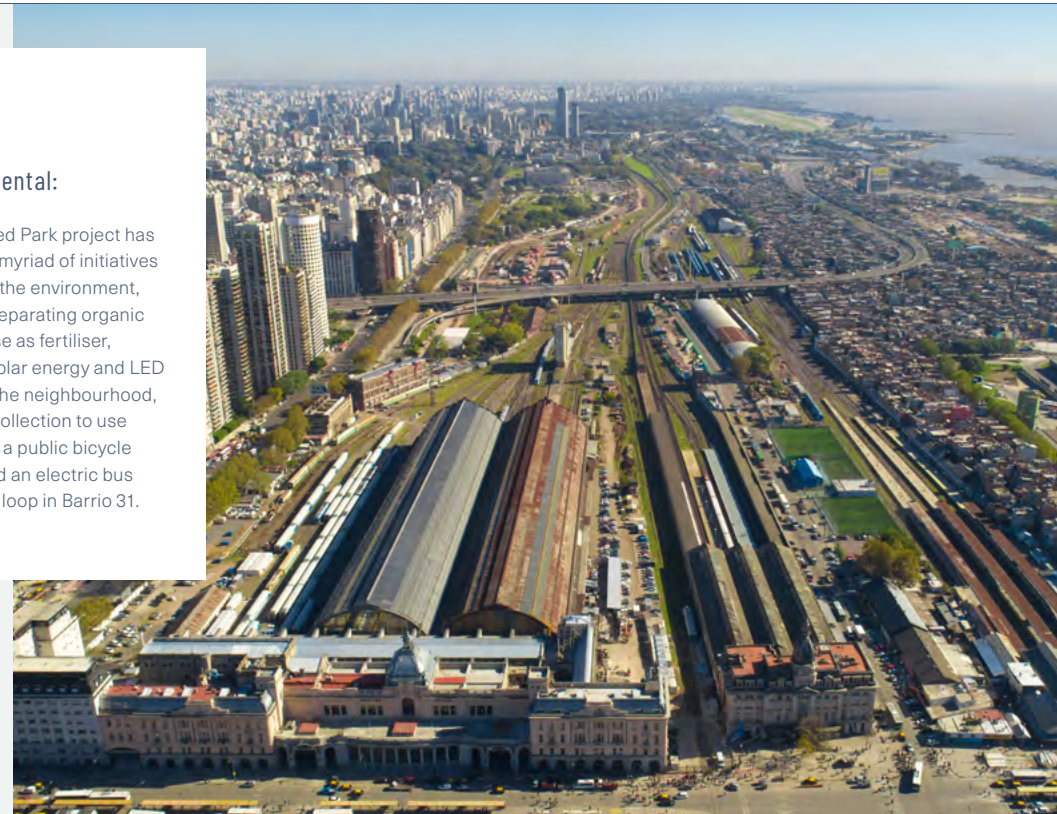 ental:
ed Park project has
myriad of initiatives
the environment,
eparating organic
se as fertiliser,
olar energy and LED
he neighbourhood,
ollection to use
a public bicycle
d an electric bus
loop in Barrio 31.